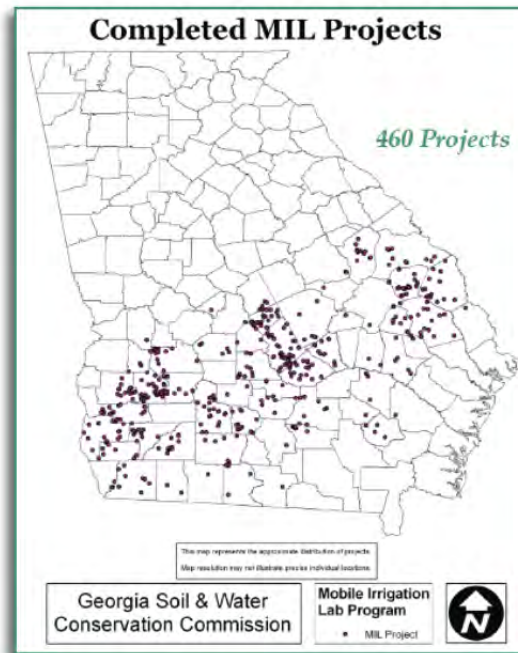 Completed MIL Projects
460 Projects
This map represents the approximate distribution of projects.
Map resolution may not illustrate precise individual locations.
Georgia Soil & Water
Conservation Commission
Mobile Irrigation
Lab Program
MIL Project
N